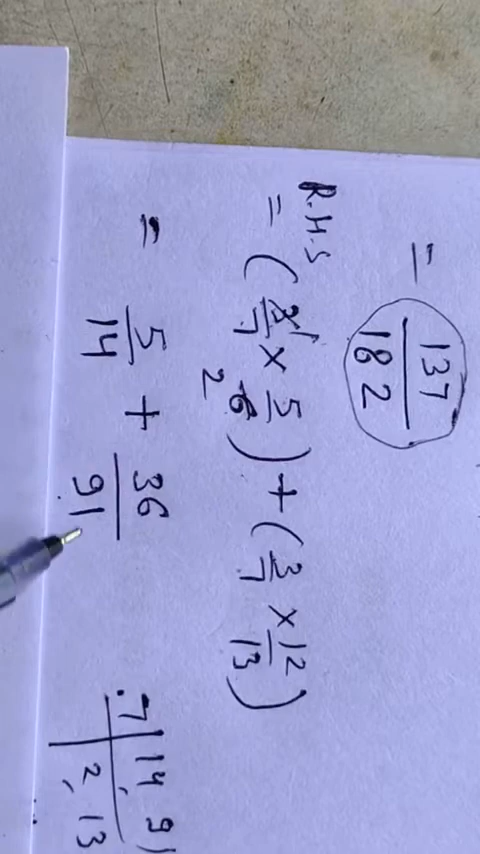 = 137/182
R.H.S
= (3/7 × 5/6 2) + (3/7 × 12/13)
= 5/14 + 36/91
7 | 14, 91
2, 13